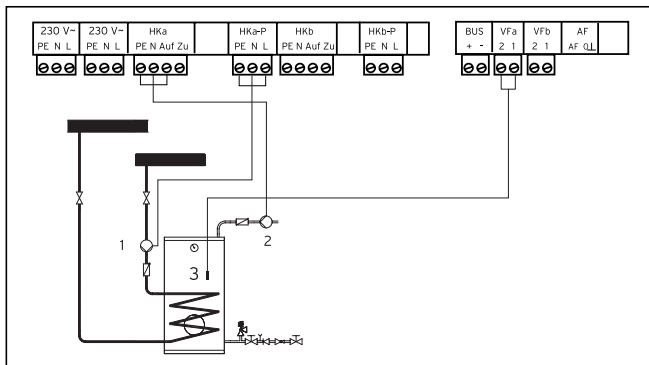 230 V~ 230 V~ HKa HKa-P HKb HKb-P BUS VFa VFb AF
PE N L PE N L PE N Auf Zu PE N L PE N Auf Zu PE N L + - 2 1 2 1 AF 0
1
2
3